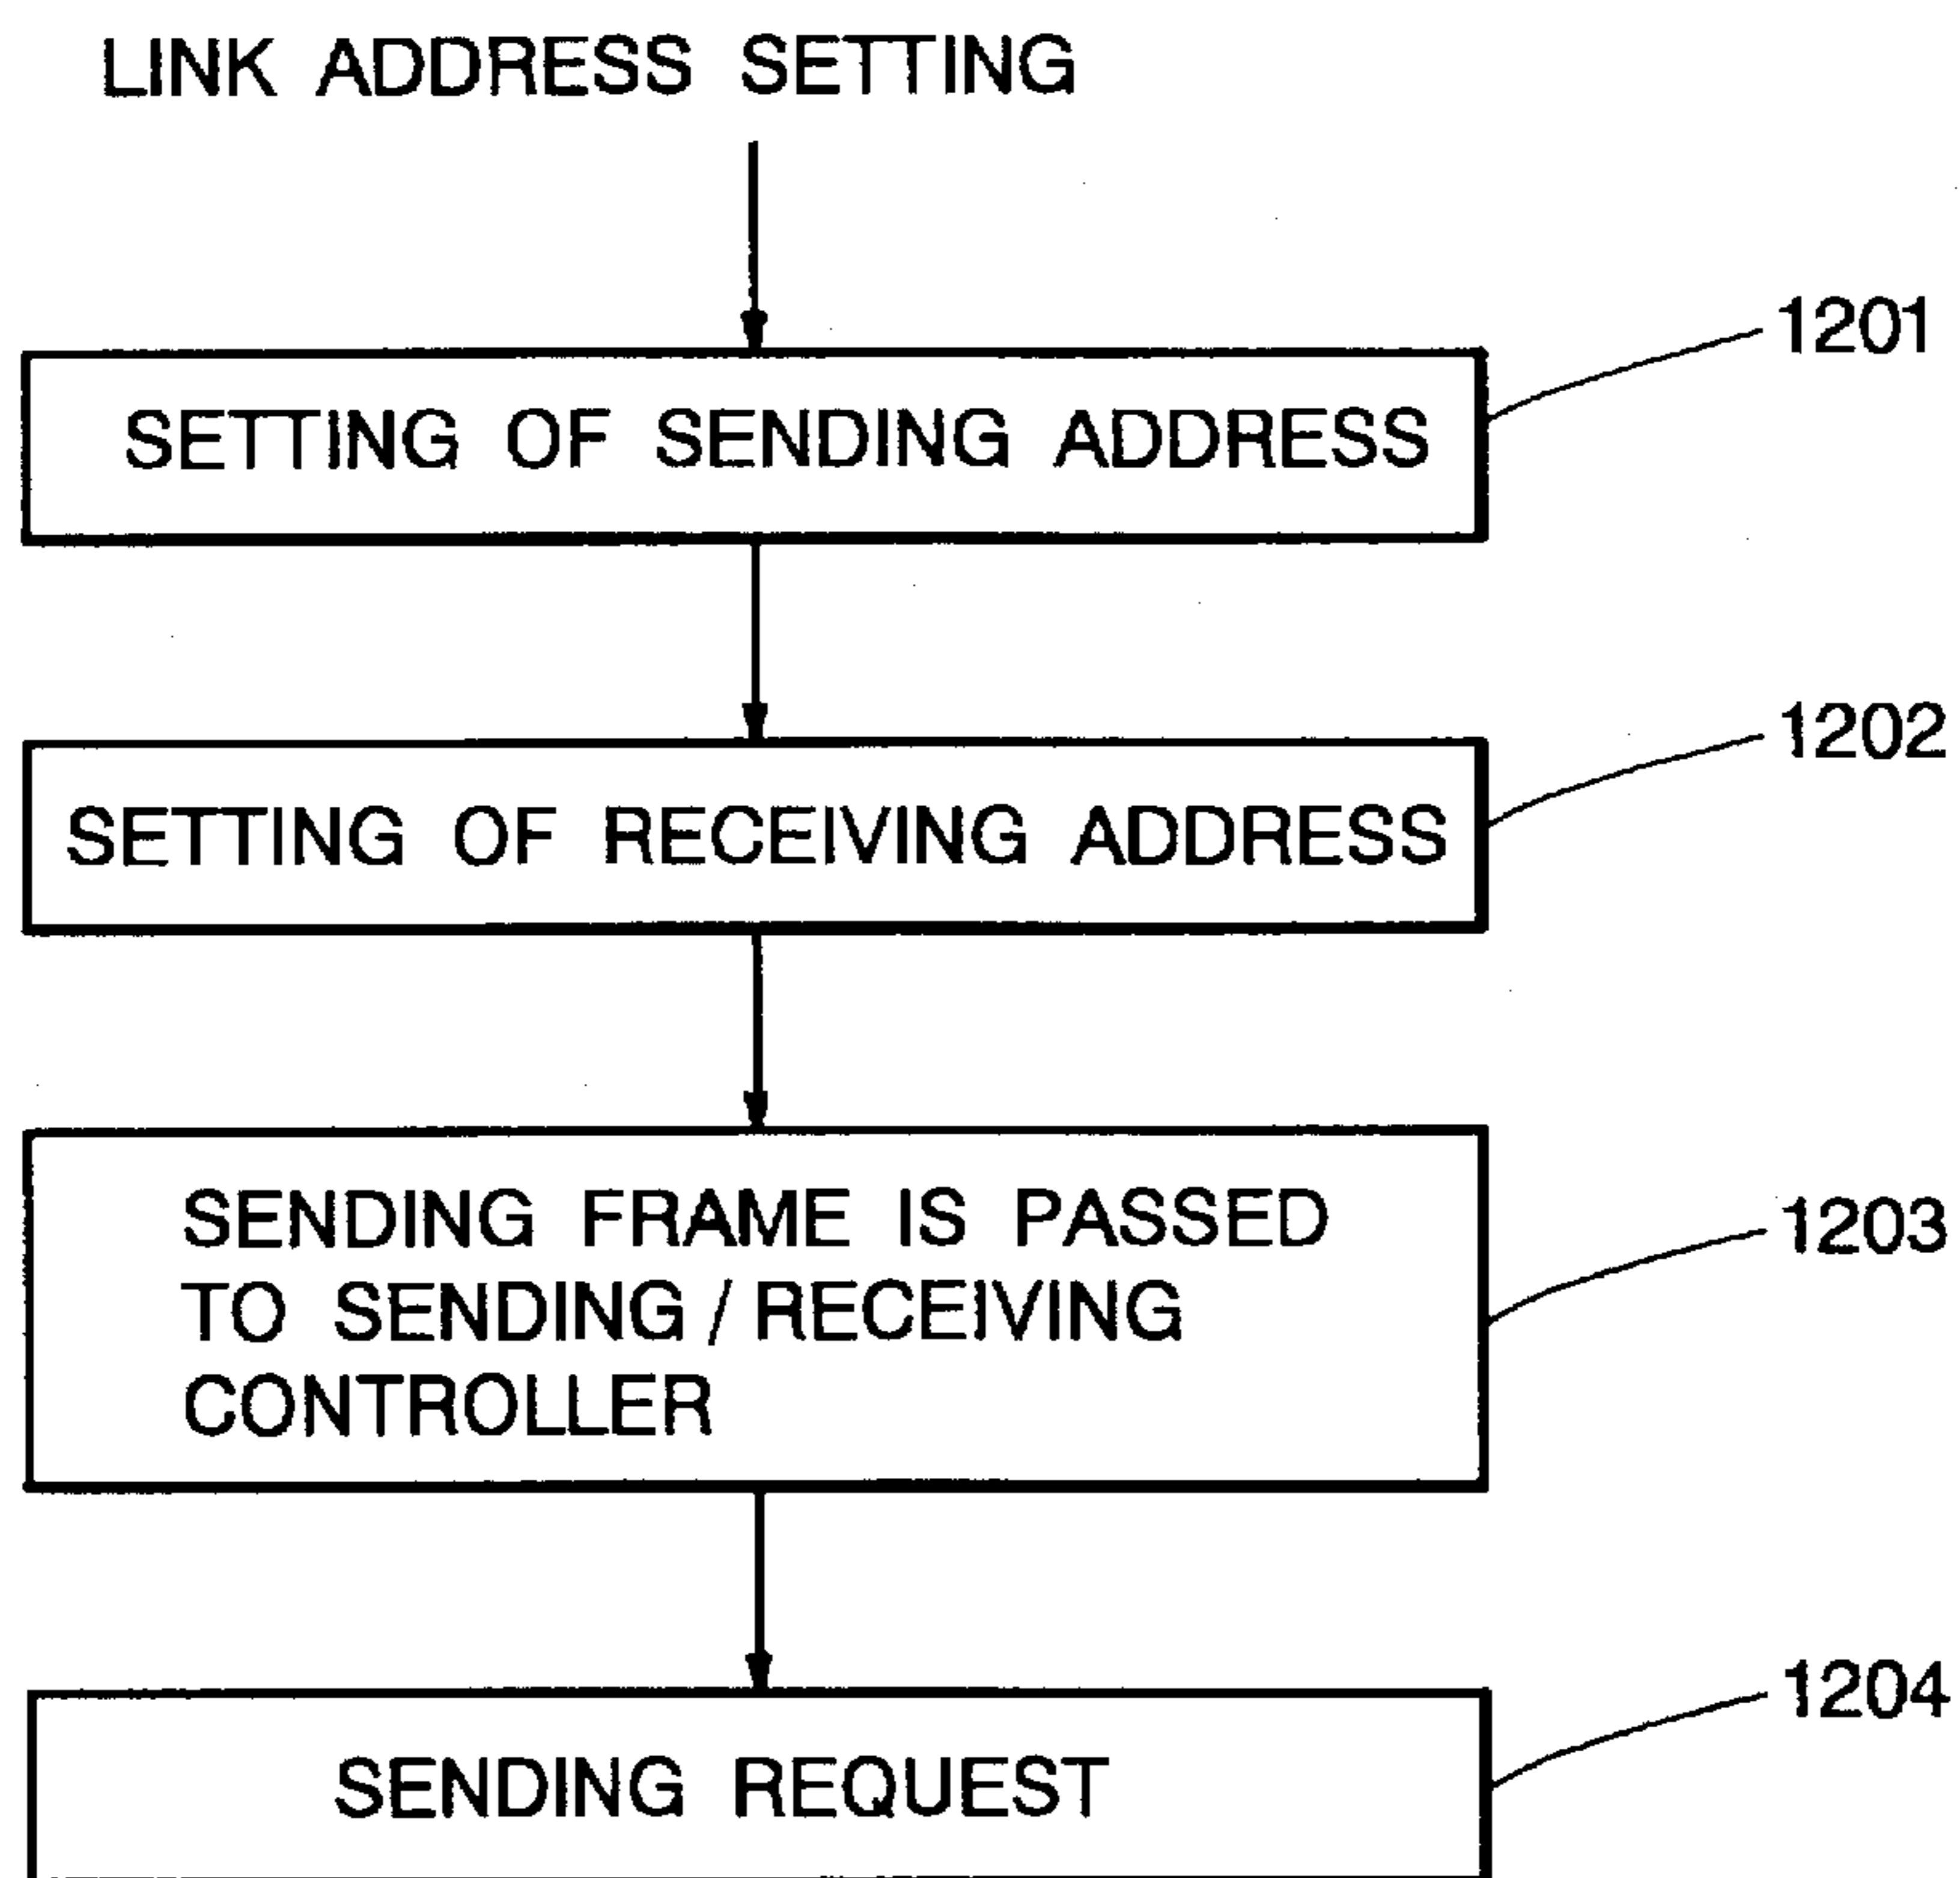 LINK ADDRESS SETTING
1201
SETTING OF SENDING ADDRESS
1202
SETTING OF RECEIVING ADDRESS
SENDING FRAME IS PASSED
1203
TO SENDING / RECEIVING
CONTROLLER
1204
SENDING REQUEST